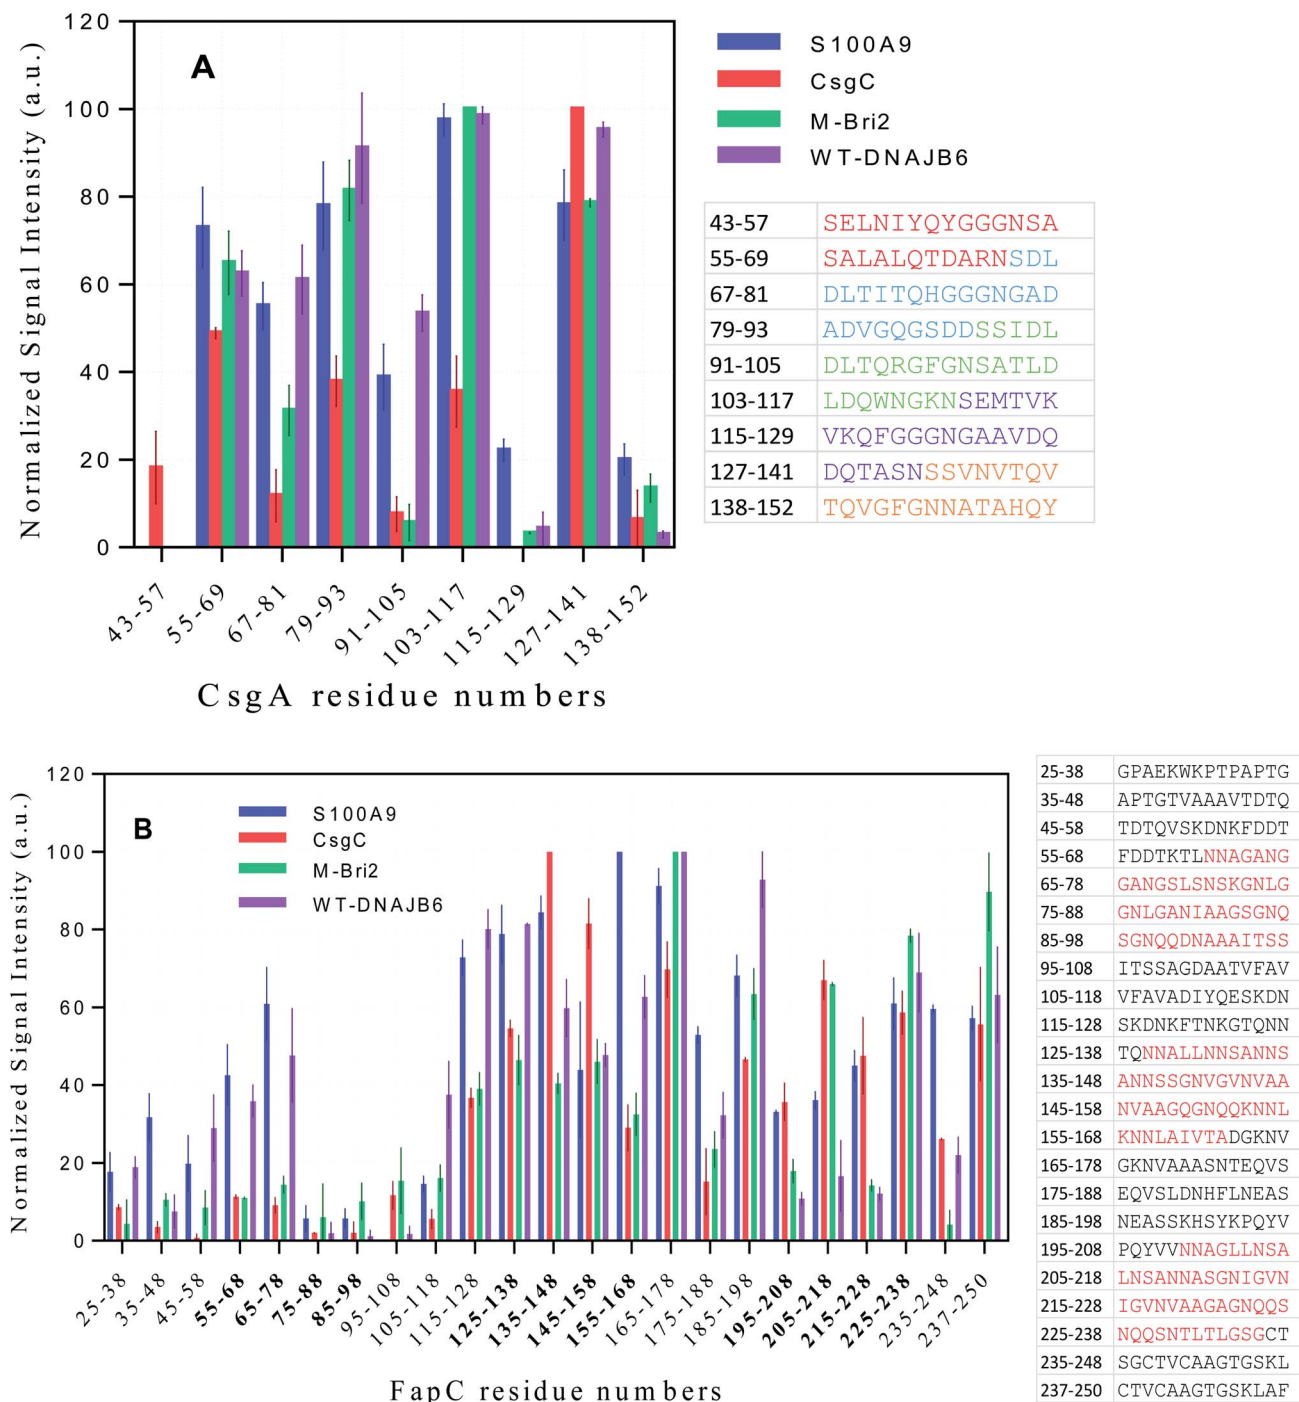 A
Normalized Signal Intensity (a.u.)
120
100
80
60
40
20
0
43-57
55-69
67-81
79-93
91-105
103-117
115-129
127-141
138-152
CsgA residue numbers
S100A9
CsgC
M-Bri2
WT-DNAJB6
43-57 SELNIYQYGGGNSA
55-69 SALALQTDARNSDL
67-81 DLTITQHGGGNGAD
79-93 ADVGQGSDDSSIDL
91-105 DLTQRGFGNSATLD
103-117 LDQWNGKNSEMTVK
115-129 VKQFGGGNGAAVDQ
127-141 DQTASNSSVNVTQV
138-152 TQVGFGNNATAHQY
B
Normalized Signal Intensity (a.u.)
120
100
80
60
40
20
0
S100A9
CsgC
M-Bri2
WT-DNAJB6
25-38
35-48
45-58
55-68
65-78
75-88
85-98
95-108
105-118
115-128
125-138
135-148
145-158
155-168
165-178
175-188
185-198
195-208
205-218
215-228
225-238
235-248
237-250
FapC residue numbers
25-38 GPAEKWKPTPAPTG
35-48 APTGTVAAAVTDTQ
45-58 TDTQVSKDNKFDDT
55-68 FDDTKTLNNAGANG
65-78 GANGSLSNSKGNLG
75-88 GNLGANIAAGSGNQ
85-98 SGNQQDNAAAITSS
95-108 ITSSAGDAATVFAV
105-118 VFAVADIYQESKDN
115-128 SKDNKFTNKGTQNN
125-138 TQNNALLNNSANNS
135-148 ANNSSGNVGVNVAA
145-158 NVAAGQGNQQKNNL
155-168 KNNLAIVTADGKNV
165-178 GKNVAAASNTEQVS
175-188 EQVSLDNHFLNEAS
185-198 NEASSKHSYKPQYV
195-208 PQYVVNNAGLLNSA
205-218 LNSANNASGNIGVN
215-228 IGVNVAAGAGNQQS
225-238 NQQSNTLTLGSGCT
235-248 SGCTVCAAGTGSKL
237-250 CTVCAAGTGSKLAF